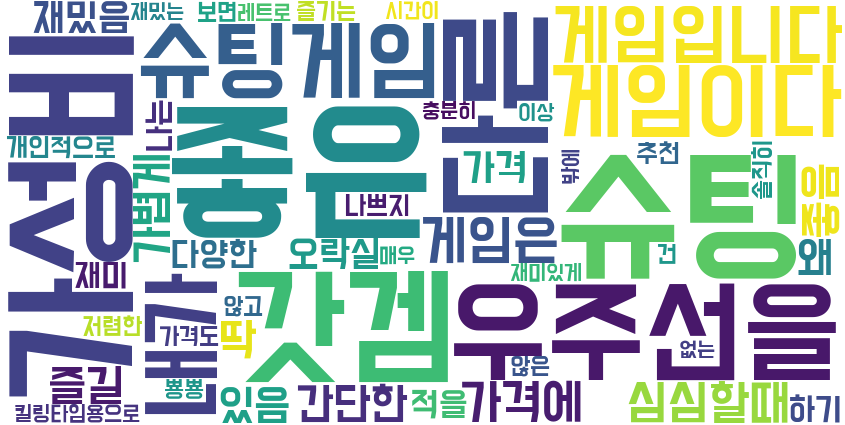 재밌음
재밌는
보면
레트로
즐기는
시간이
슈팅게임
게임입니다
게임이다
가성비
좋은
충분히
이상
나는
개인적으로
가볍게
가격
밖에
추천
솔직히
슈팅
좋음
나쁘지
게임은
다양한
오락실
매우
건
왜
재미
재미있게
갓겜
우주선을
않고
저렴한
가격도
딱
없는
즐길
뿅뿅
않은
킬링타임용으로
있음
간단한
적을
가격에
심심할때
하기